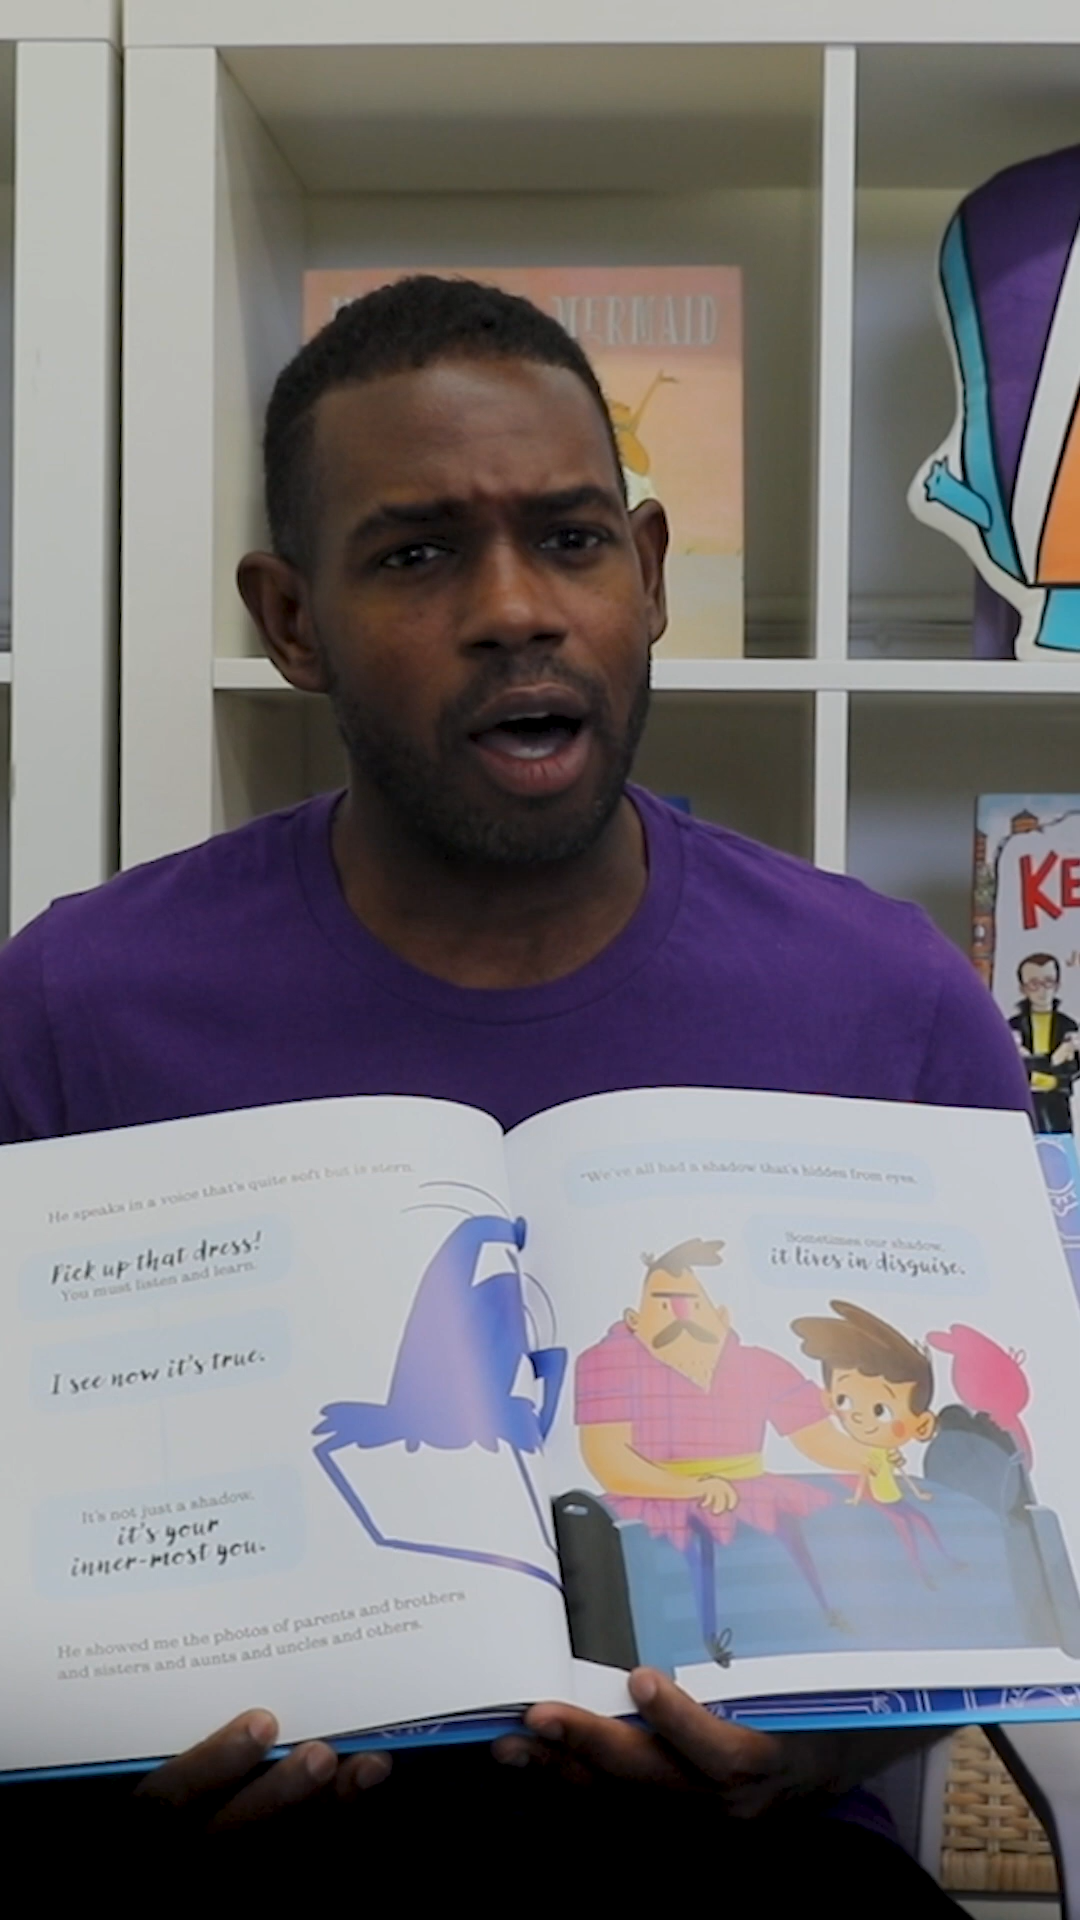 MERMAID
KE
He speaks in a voice that's quite soft but is stern.
Pick up that dress!
You must listen and learn.
I see now it's true.
It's not just a shadow,
it's your
inner-most you.
He showed me the photos of parents and brothers
and sisters and aunts and uncles and others.
"We've all had a shadow that's hidden from eyes.
Sometimes our shadow,
it lives in disguise.